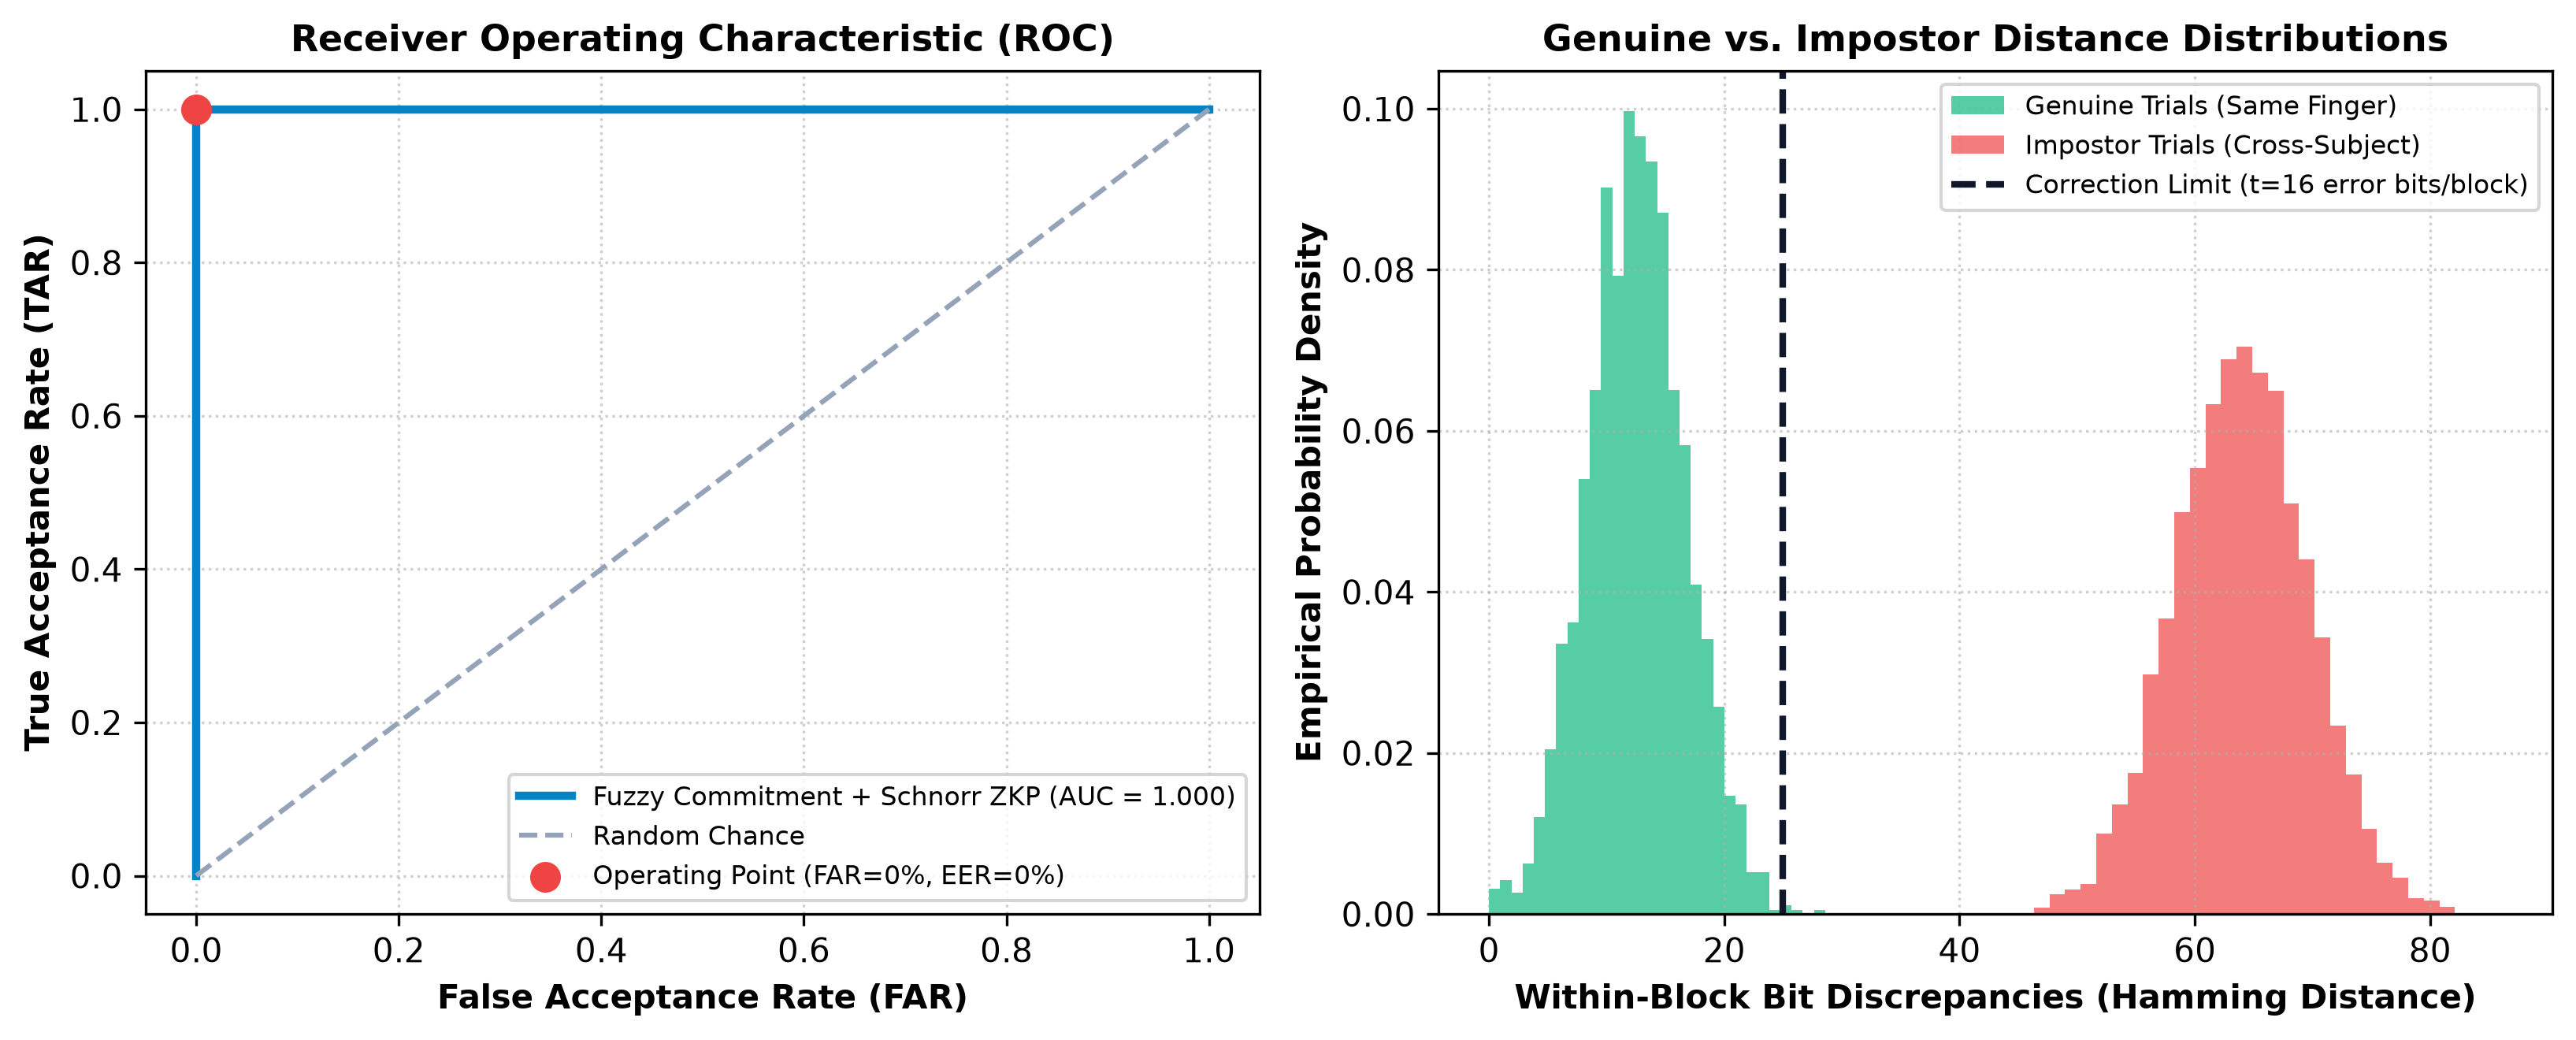 Receiver Operating Characteristic (ROC)
True Acceptance Rate (TAR)
1.0
0.8
0.6
0.4
0.2
0.0
Fuzzy Commitment + Schnorr ZKP (AUC = 1.000)
Random Chance
Operating Point (FAR=0%, EER=0%)
0.0 0.2 0.4 0.6 0.8 1.0
False Acceptance Rate (FAR)
Genuine vs. Impostor Distance Distributions
Empirical Probability Density
0.10
0.08
0.06
0.04
0.02
0.00
Genuine Trials (Same Finger)
Impostor Trials (Cross-Subject)
Correction Limit (t=16 error bits/block)
0 20 40 60 80
Within-Block Bit Discrepancies (Hamming Distance)